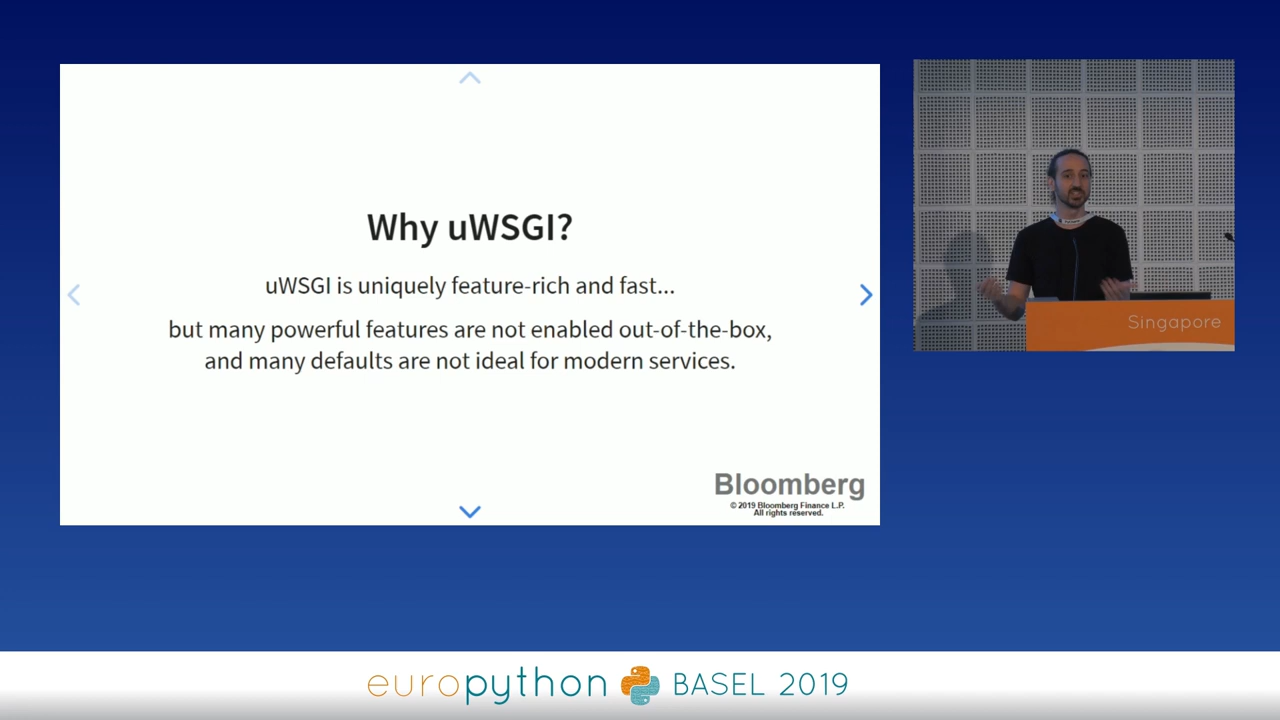 Why uWSGI?
uWSGI is uniquely feature-rich and fast...
but many powerful features are not enabled out-of-the-box,
and many defaults are not ideal for modern services.
Bloomberg
© 2019 Bloomberg Finance L.P.
All rights reserved.
Singapore
europython BASEL 2019